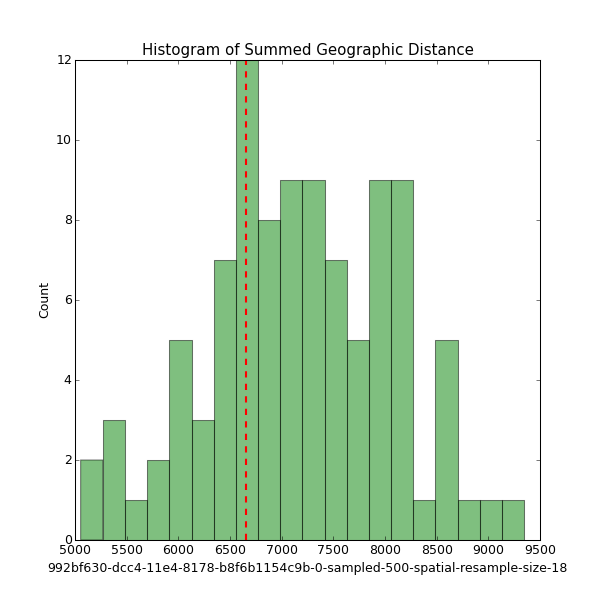 Histogram of Summed Geographic Distance
12
10
8
6
4
2
0
Count
5000 5500 6000 6500 7000 7500 8000 8500 9000 9500
992bf630-dcc4-11e4-8178-b8f6b1154c9b-0-sampled-500-spatial-resample-size-18